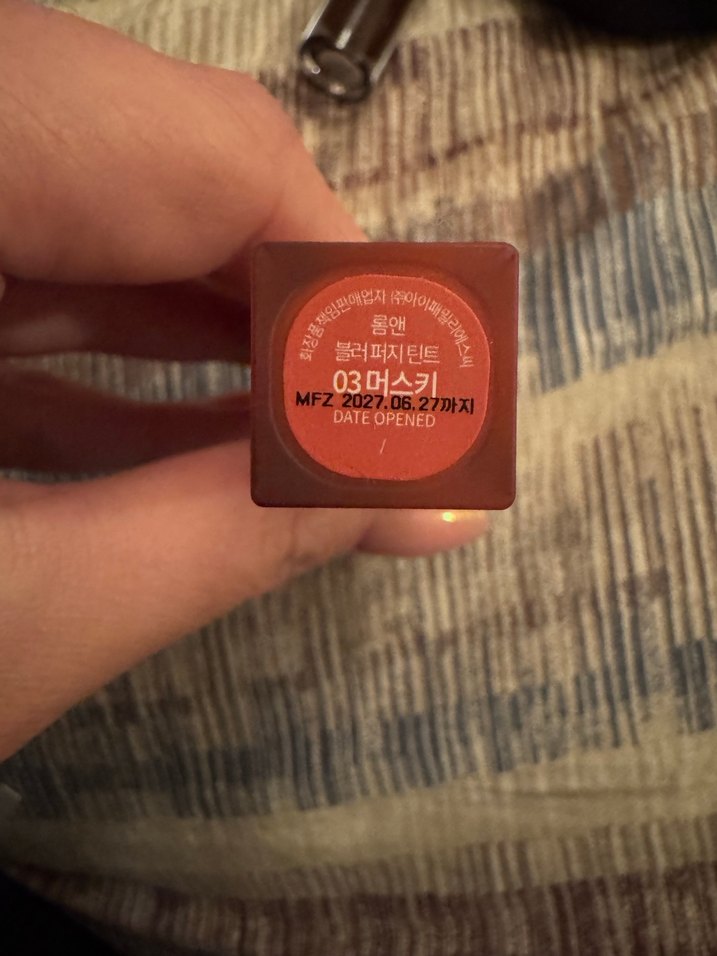 화장품책임판매업자 (주)아이패밀리에스씨
롬앤
블러퍼지틴트
03 머스키
MFZ 2027.06.27까지
DATE OPENED
/